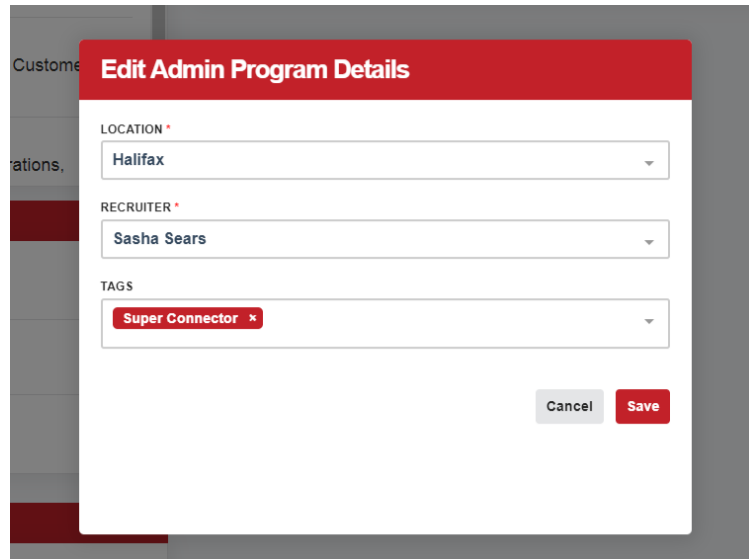 Custome
Edit Admin Program Details
LOCATION *
Halifax
rations,
RECRUITER *
Sasha Sears
TAGS
Super Connector ×
Cancel Save